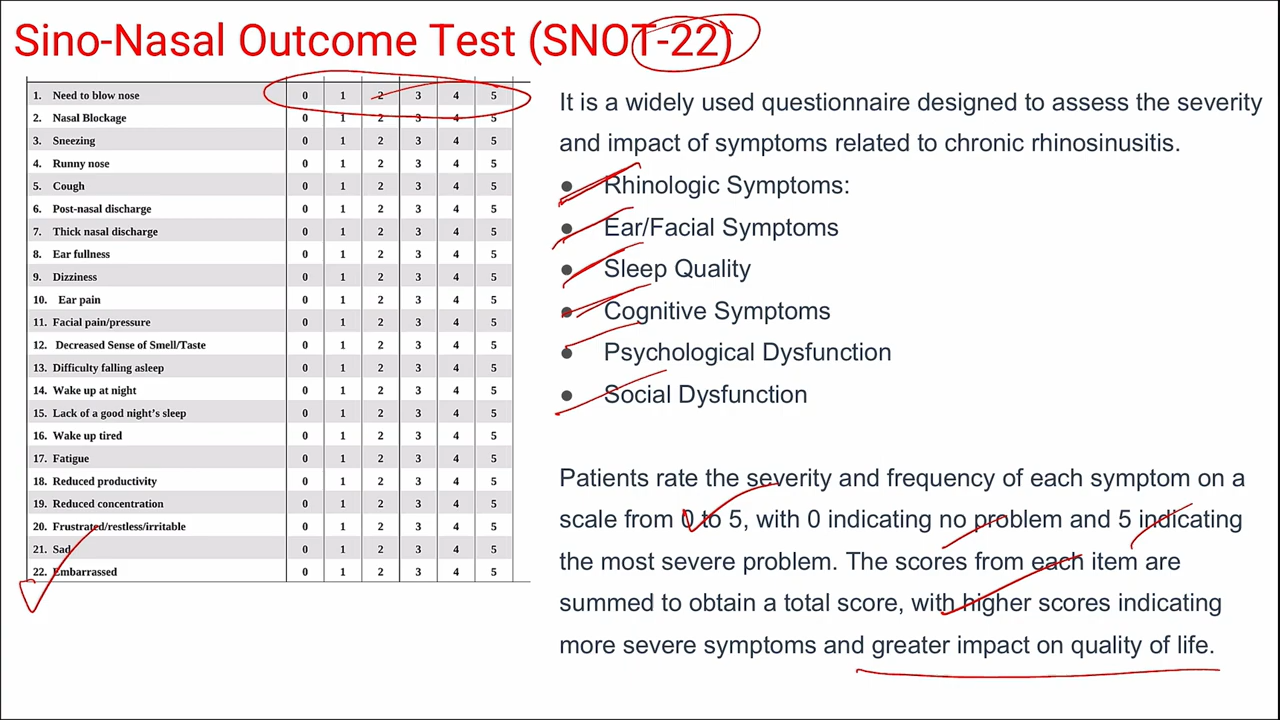 Sino-Nasal Outcome Test (SNOT-22)
1. Need to blow nose 0 1 2 3 4 5
2. Nasal Blockage 0 1 2 3 4 5
3. Sneezing 0 1 2 3 4 5
4. Runny nose 0 1 2 3 4 5
5. Cough 0 1 2 3 4 5
6. Post-nasal discharge 0 1 2 3 4 5
7. Thick nasal discharge 0 1 2 3 4 5
8. Ear fullness 0 1 2 3 4 5
9. Dizziness 0 1 2 3 4 5
10. Ear pain 0 1 2 3 4 5
11. Facial pain/pressure 0 1 2 3 4 5
12. Decreased Sense of Smell/Taste 0 1 2 3 4 5
13. Difficulty falling asleep 0 1 2 3 4 5
14. Wake up at night 0 1 2 3 4 5
15. Lack of a good night's sleep 0 1 2 3 4 5
16. Wake up tired 0 1 2 3 4 5
17. Fatigue 0 1 2 3 4 5
18. Reduced productivity 0 1 2 3 4 5
19. Reduced concentration 0 1 2 3 4 5
20. Frustrated/restless/irritable 0 1 2 3 4 5
21. Sad 0 1 2 3 4 5
22. Embarrassed 0 1 2 3 4 5
It is a widely used questionnaire designed to assess the severity
and impact of symptoms related to chronic rhinosinusitis.
● Rhinologic Symptoms:
● Ear/Facial Symptoms
● Sleep Quality
● Cognitive Symptoms
● Psychological Dysfunction
● Social Dysfunction
Patients rate the severity and frequency of each symptom on a
scale from 0 to 5, with 0 indicating no problem and 5 indicating
the most severe problem. The scores from each item are
summed to obtain a total score, with higher scores indicating
more severe symptoms and greater impact on quality of life.